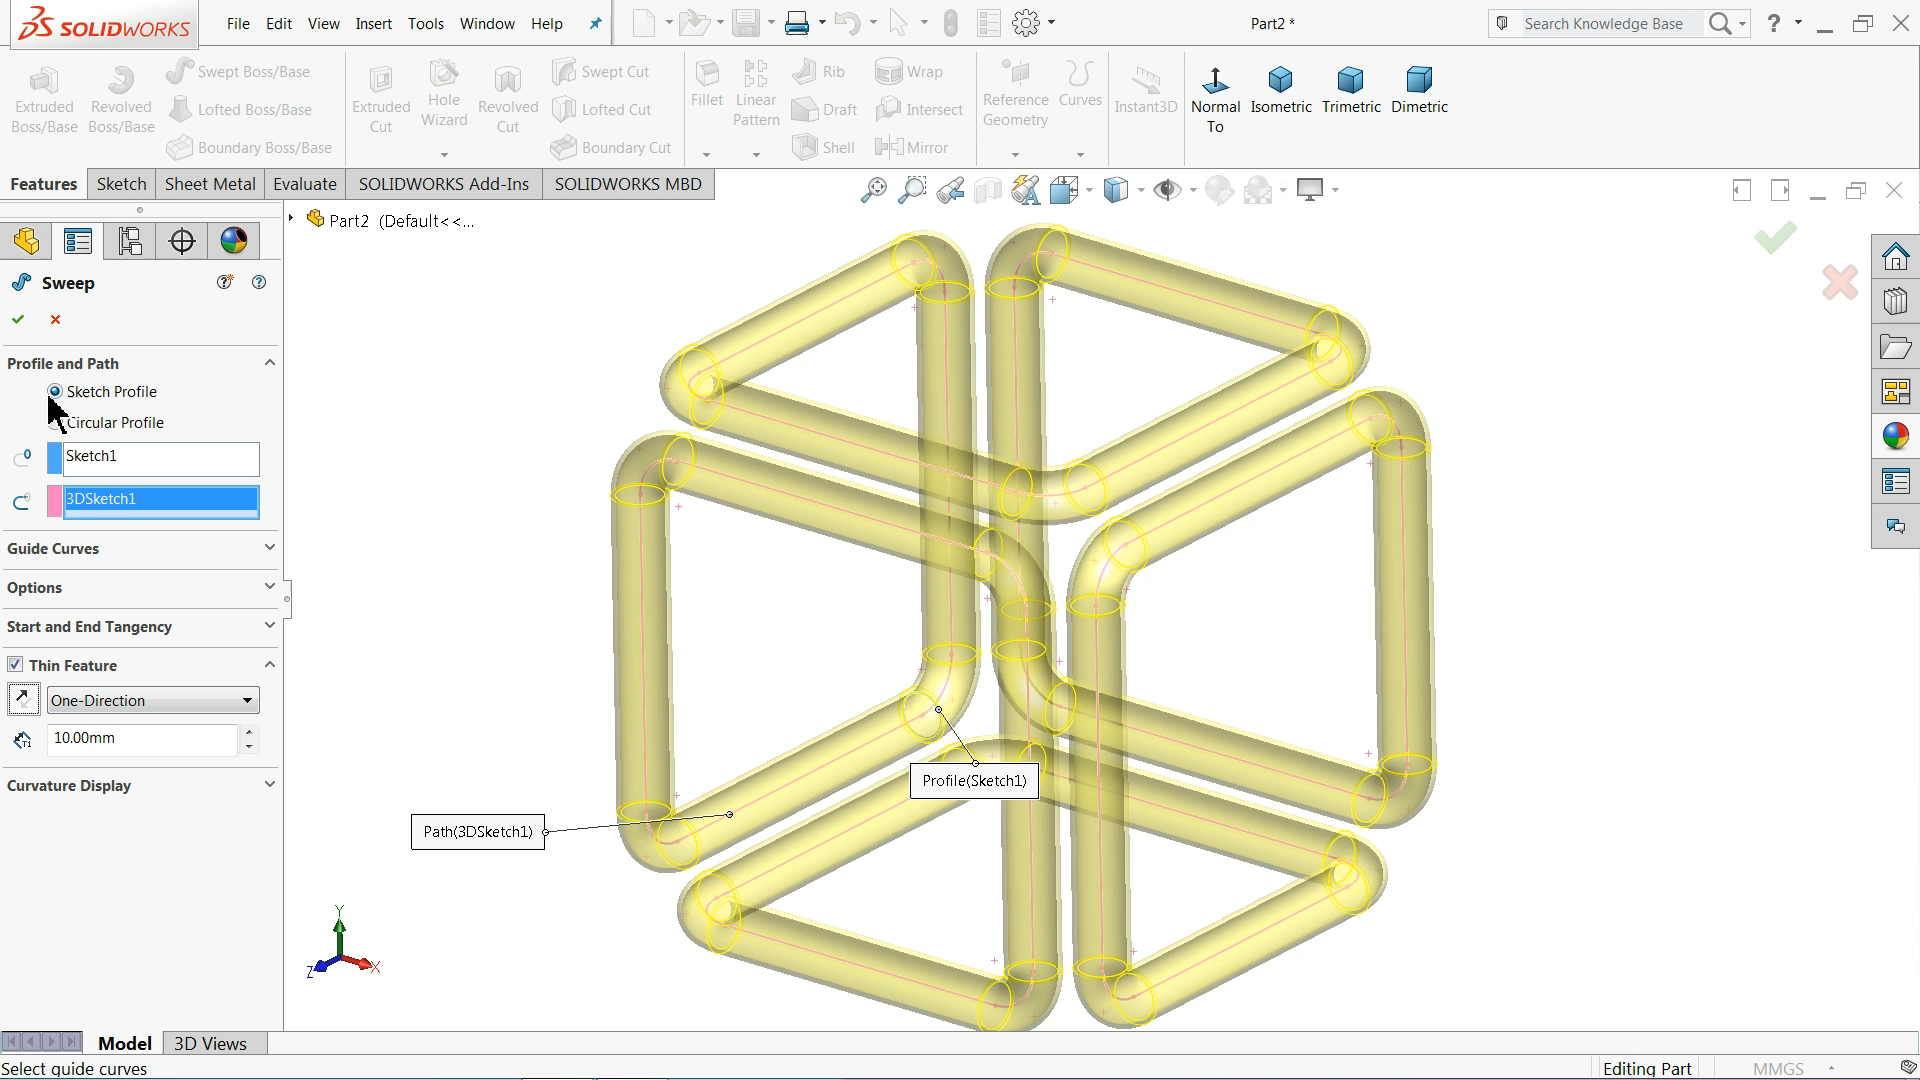 SOLIDWORKS
File Edit View Insert Tools Window Help
Part2 *
Search Knowledge Base
?
Extruded Boss/Base
Revolved Boss/Base
Swept Boss/Base
Lofted Boss/Base
Boundary Boss/Base
Extruded Cut
Hole Wizard
Revolved Cut
Swept Cut
Lofted Cut
Boundary Cut
Fillet
Linear Pattern
Rib
Draft
Shell
Wrap
Intersect
Mirror
Reference Geometry
Curves
Instant3D
Normal To
Isometric
Trimetric
Dimetric
Features Sketch Sheet Metal Evaluate SOLIDWORKS Add-Ins SOLIDWORKS MBD
Part2 (Default<<...
Sweep
Profile and Path
Sketch Profile
Circular Profile
Sketch1
3DSketch1
Guide Curves
Options
Start and End Tangency
Thin Feature
One-Direction
T1
10.00mm
Curvature Display
Profile(Sketch1)
Path(3DSketch1)
Y
Z
X
Model 3D Views
Select guide curves
Editing Part
MMGS